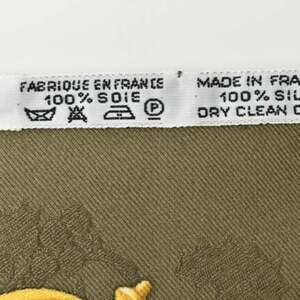 FABRIQUE EN FRANCE
100% SOIE
P
MADE IN FRA
100% SIL
DRY CLEAN